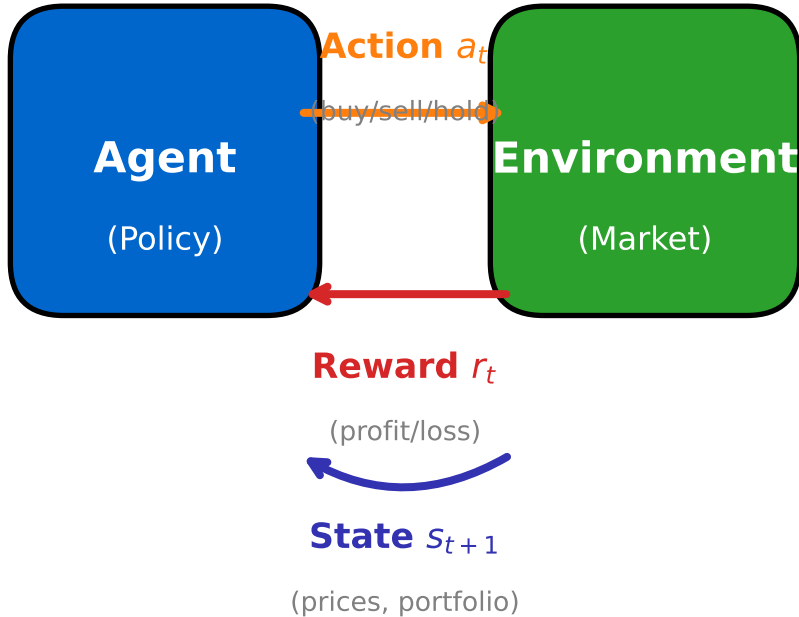 Agent
(Policy)
Action a_t
(buy/sell/hold)
Environment
(Market)
Reward r_t
(profit/loss)
State s_{t+1}
(prices, portfolio)